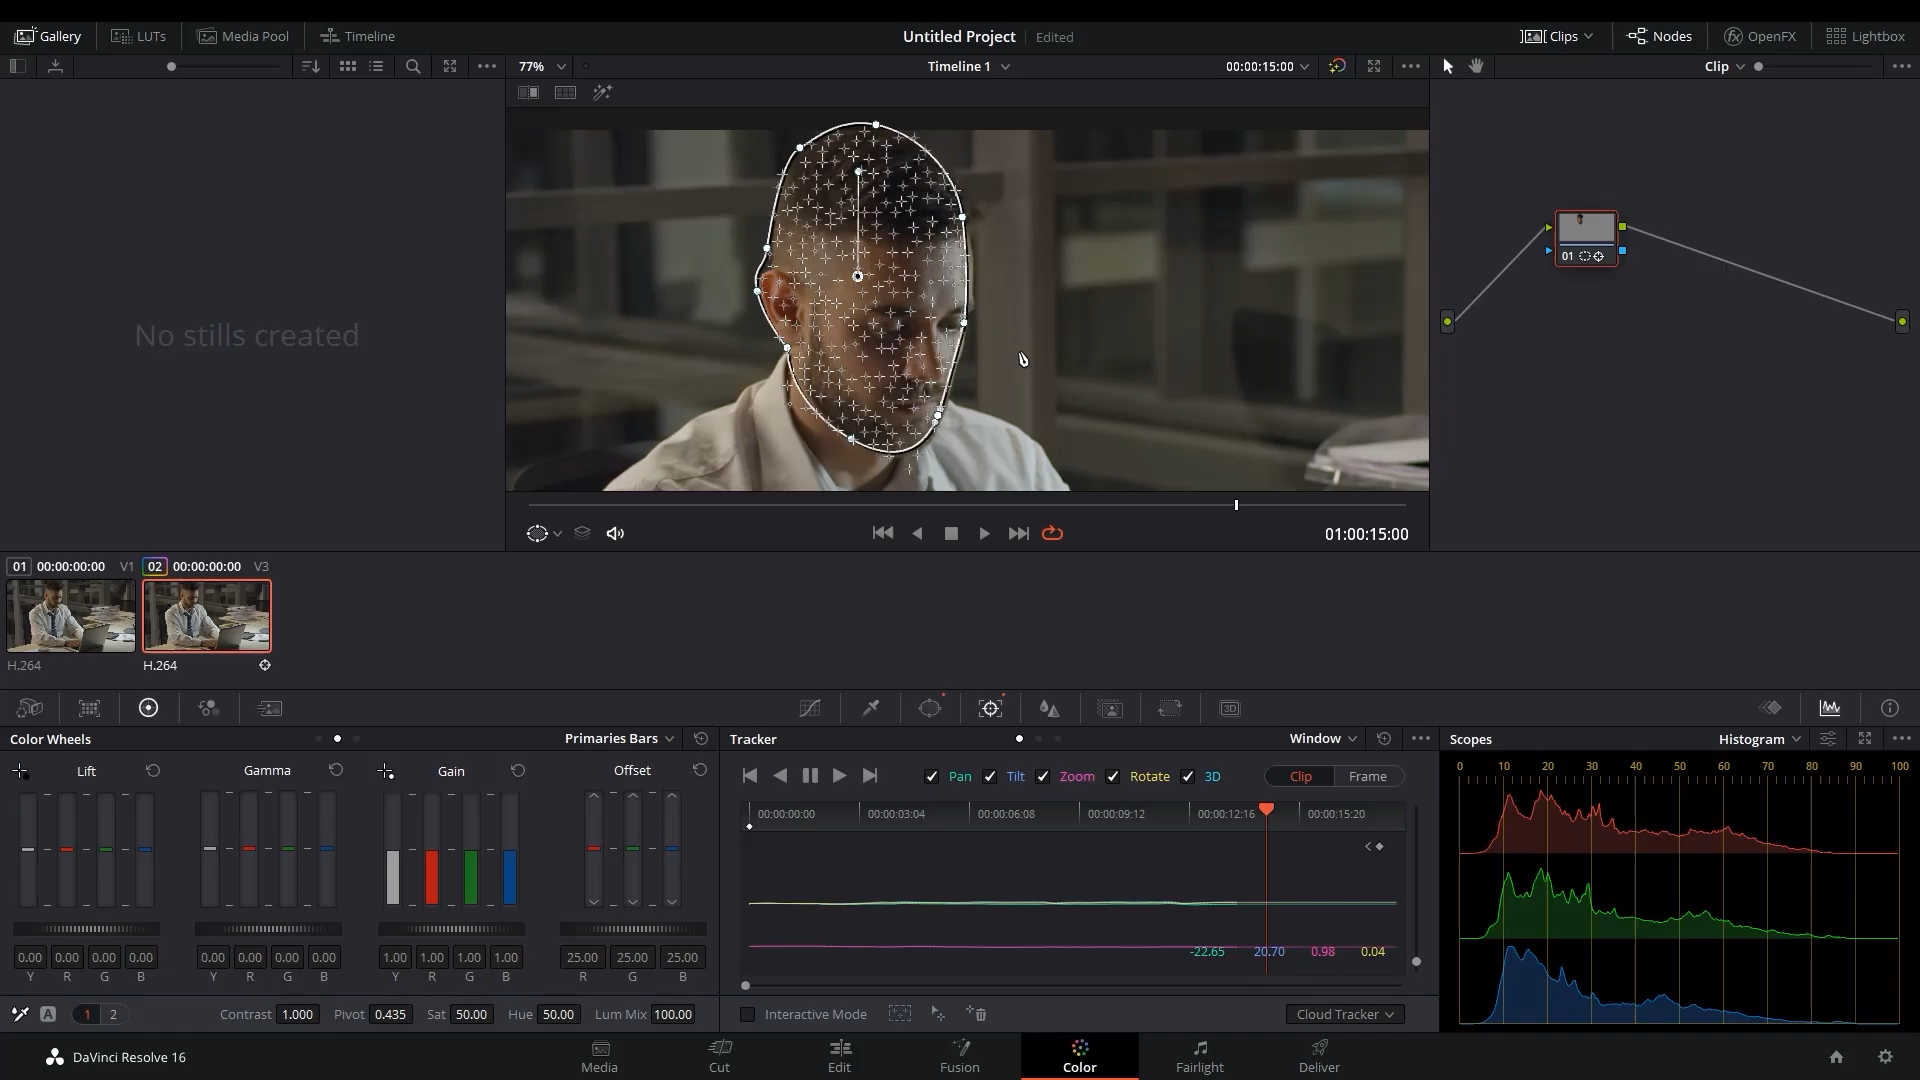 Gallery LUTs Media Pool Timeline Untitled Project Edited Clips Nodes OpenFX Lightbox
77% Timeline 1 00:00:15:00 Clip
No stills created
01
01:00:15:00
01 00:00:00:00 V1 02 00:00:00:00 V3
H.264 H.264
3D
Color Wheels Primaries Bars Tracker Window Scopes Histogram
Lift Gamma Gain Offset
Pan Tilt Zoom Rotate 3D Clip Frame
0 10 20 30 40 50 60 70 80 90 100
00:00:00:00 00:00:03:04 00:00:06:08 00:00:09:12 00:00:12:16 00:00:15:20
-22.65 20.70 0.98 0.04
0.00 0.00 0.00 0.00 0.00 0.00 0.00 0.00 1.00 1.00 1.00 1.00 25.00 25.00 25.00
Y R G B Y R G B Y R G B R G B
A 1 2 Contrast 1.000 Pivot 0.435 Sat 50.00 Hue 50.00 Lum Mix 100.00 Interactive Mode Cloud Tracker
DaVinci Resolve 16 Media Cut Edit Fusion Color Fairlight Deliver